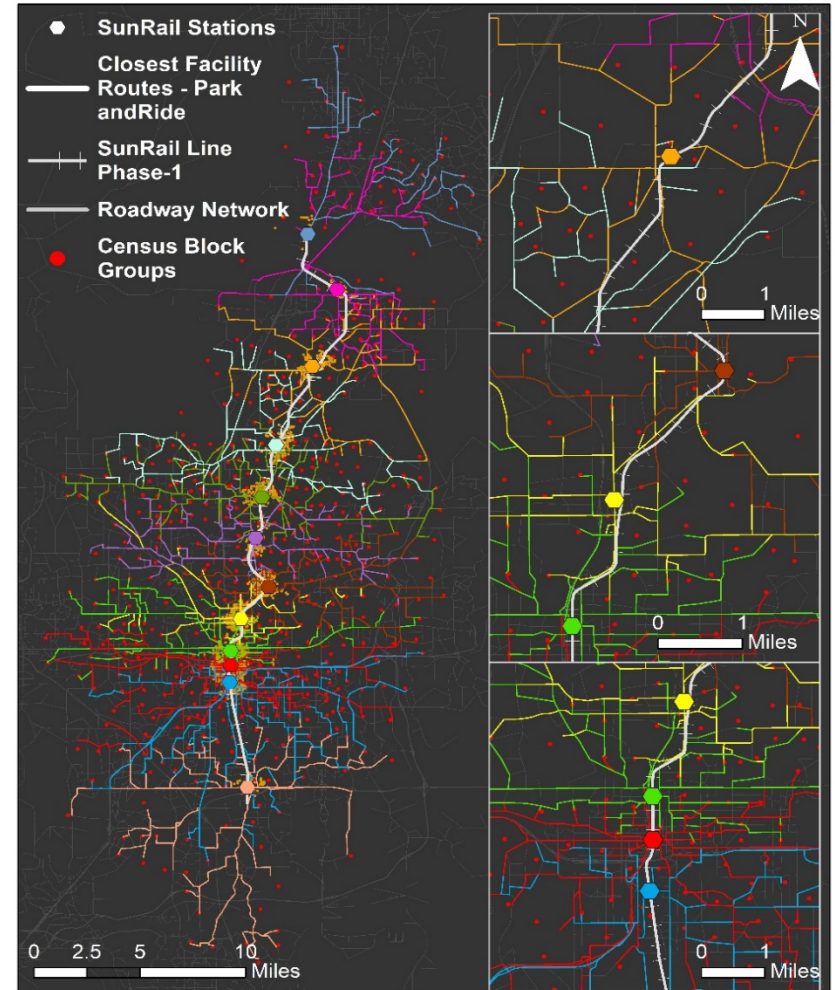 SunRail Stations
Closest Facility
Routes - Park
andRide
SunRail Line
Phase-1
Roadway Network
Census Block
Groups
0 2.5 5 10
Miles
N
0 1
Miles
0 1
Miles
0 1
Miles